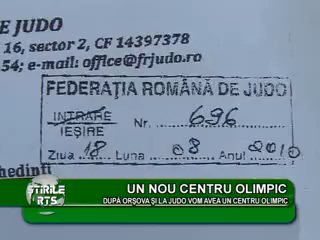 E JUDO
16, sector 2, CF 14397378
54; e-mail: office@frjudo.ro
FEDERAȚIA ROMÂNĂ DE JUDO
INTRARE
IEȘIRE Nr. 696
Ziua 18 Luna 08 Anul 2010
hedinți
ȘTIRILE RTS
UN NOU CENTRU OLIMPIC
DUPĂ ORȘOVA ȘI LA JUDO VOM AVEA UN CENTRU OLIMPIC